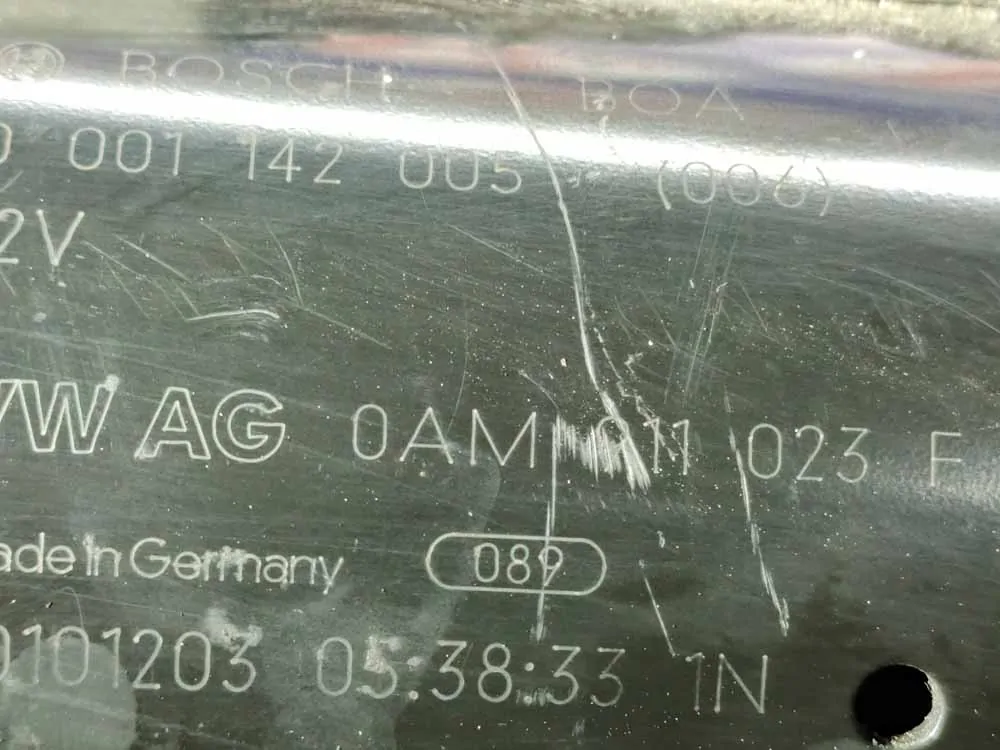 BOSCH BOA
0 001 142 005 (006)
2V
VW AG 0AM 911 023 F
ade in Germany 089
0101203 05:38:33 1N